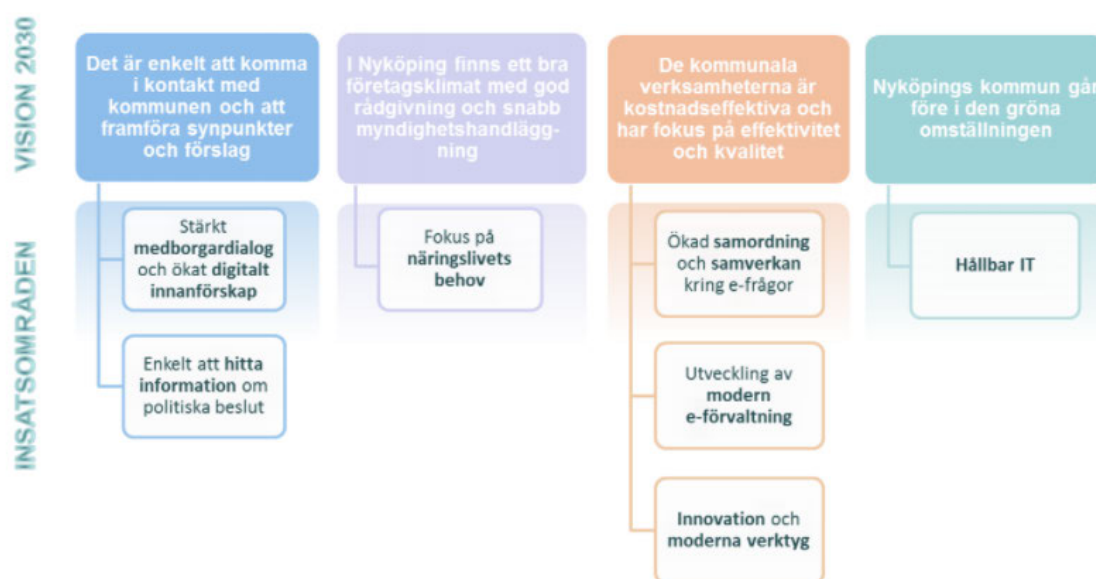 VISION 2030
Det är enkelt att komma
i kontakt med
kommunen och att
framföra synpunkter
och förslag
I Nyköping finns ett bra
företagsklimat med god
rådgivning och snabb
myndighetshandlägg-
ning
De kommunala
verksamheterna är
kostnadseffektiva och
har fokus på effektivitet
och kvalitet
Nyköpings kommun går
före i den gröna
omställningen
INSATSOMRÅDEN
Stärkt
medborgardialog
och ökat digitalt
innanförskap
Enkelt att hitta
information om
politiska beslut
Fokus på
näringslivets
behov
Ökad samordning
och samverkan
kring e-frågor
Utveckling av
modern
e-förvaltning
Innovation och
moderna verktyg
Hållbar IT